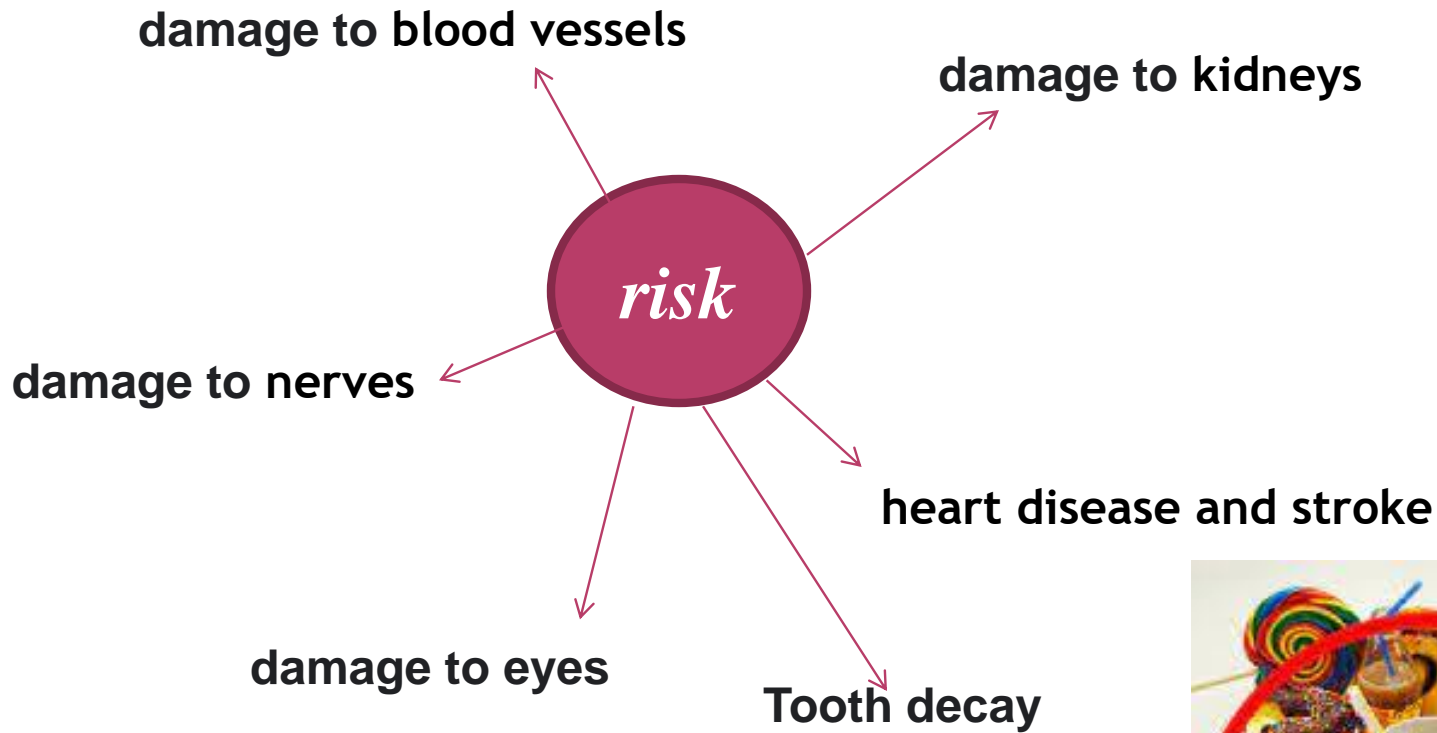 damage to blood vessels
damage to kidneys
risk
damage to nerves
heart disease and stroke
damage to eyes
Tooth decay